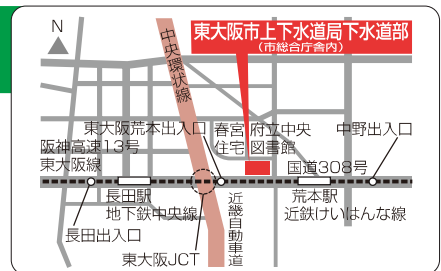 N
東大阪市上下水道局下水道部
(市総合庁舎内)
中央環状線
東大阪荒本出入口
春宮
住宅
府立中央
図書館
中野出入口
阪神高速13号
東大阪線
国道308号
長田駅
地下鉄中央線
荒本駅
近鉄けいはんな線
長田出入口
近畿自動車道
東大阪JCT